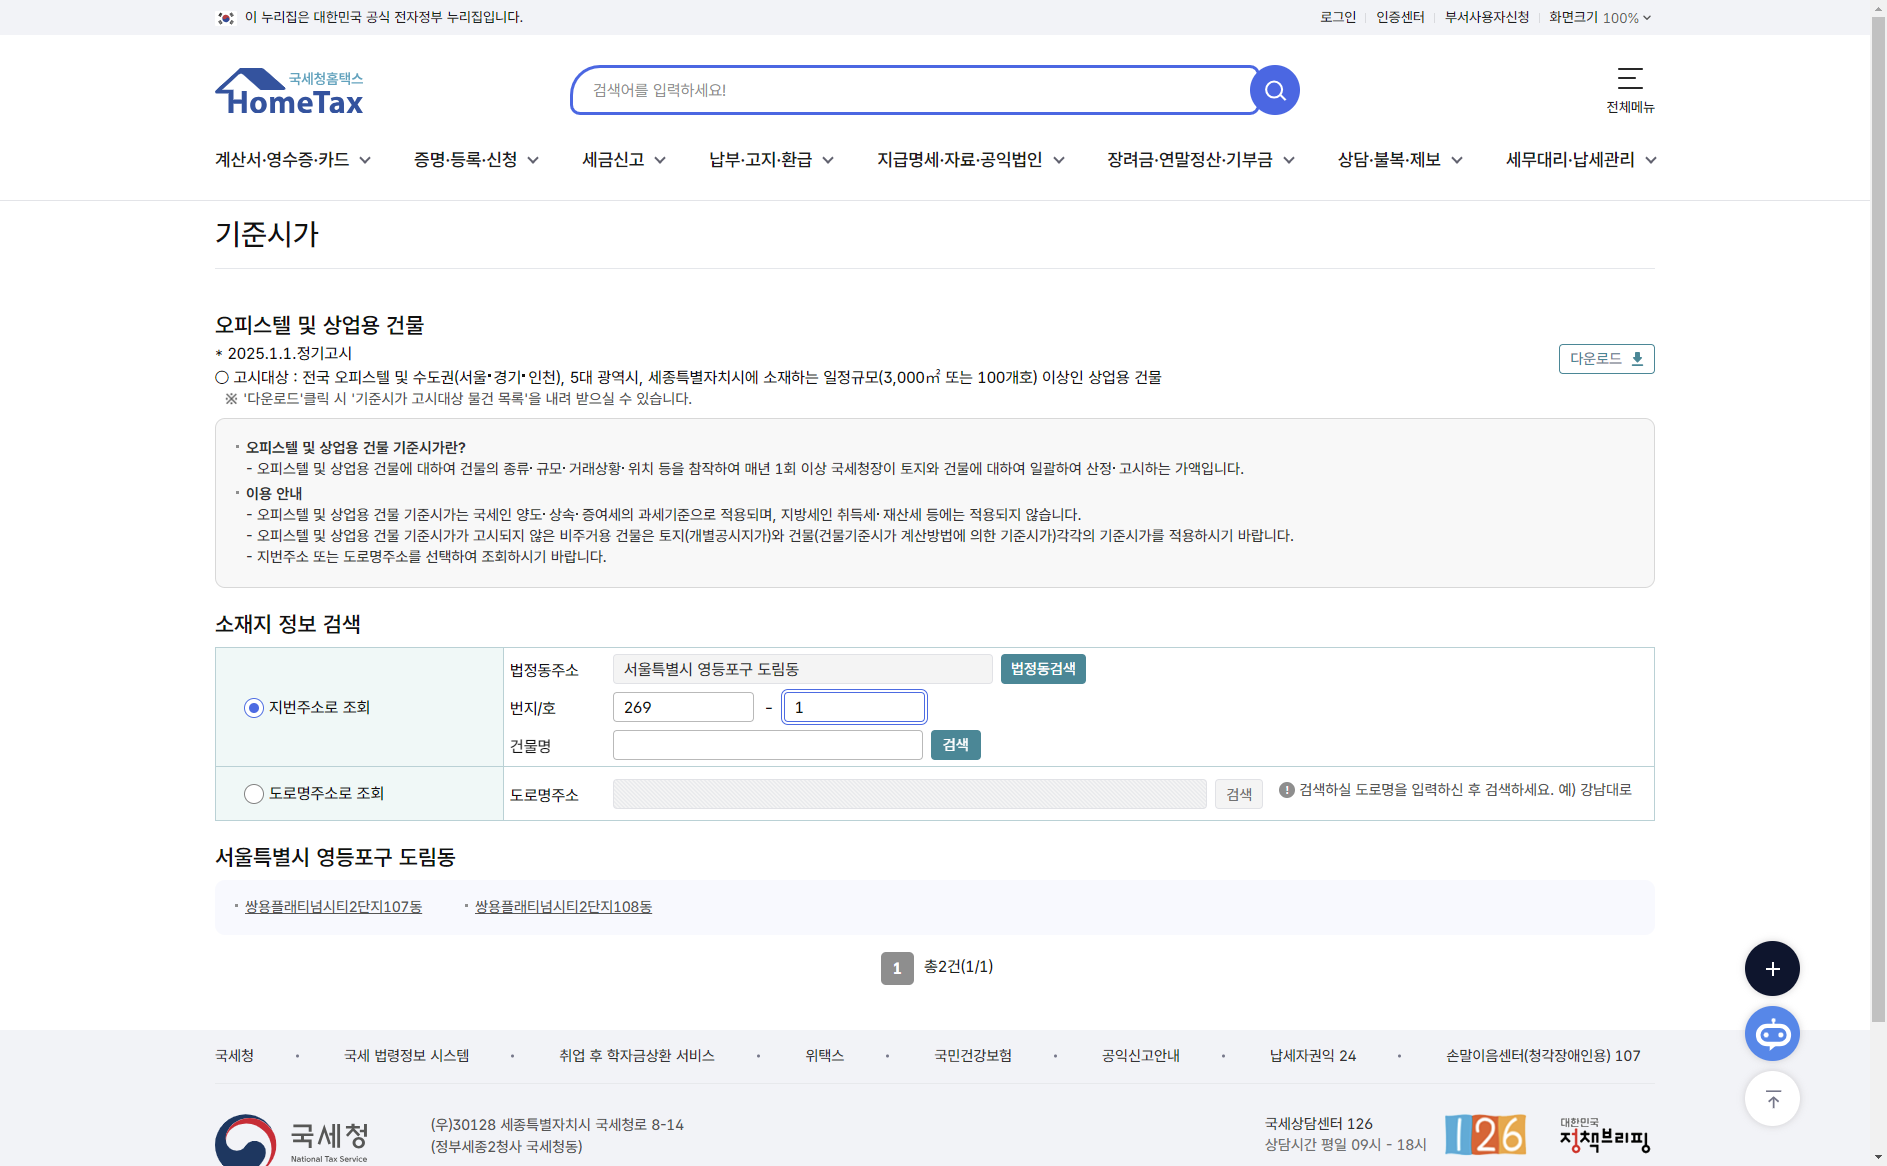 이 누리집은 대한민국 공식 전자정부 누리집입니다.
로그인 인증센터 부서사용자신청 화면크기 100%
국세청홈택스
HomeTax
검색어를 입력하세요!
전체메뉴
계산서·영수증·카드 증명·등록·신청 세금신고 납부·고지·환급 지급명세·자료·공익법인 장려금·연말정산·기부금 상담·불복·제보 세무대리·납세관리
기준시가
오피스텔 및 상업용 건물
* 2025.1.1.정기고시
다운로드
○ 고시대상 : 전국 오피스텔 및 수도권(서울·경기·인천), 5대 광역시, 세종특별자치시에 소재하는 일정규모(3,000㎡ 또는 100개호) 이상인 상업용 건물
※ '다운로드'클릭 시 '기준시가 고시대상 물건 목록'을 내려 받으실 수 있습니다.
오피스텔 및 상업용 건물 기준시가란?
- 오피스텔 및 상업용 건물에 대하여 건물의 종류·규모·거래상황·위치 등을 참작하여 매년 1회 이상 국세청장이 토지와 건물에 대하여 일괄하여 산정·고시하는 가액입니다.
이용 안내
- 오피스텔 및 상업용 건물 기준시가는 국세인 양도·상속·증여세의 과세기준으로 적용되며, 지방세인 취득세·재산세 등에는 적용되지 않습니다.
- 오피스텔 및 상업용 건물 기준시가가 고시되지 않은 비주거용 건물은 토지(개별공시지가)와 건물(건물기준시가 계산방법에 의한 기준시가)각각의 기준시가를 적용하시기 바랍니다.
- 지번주소 또는 도로명주소를 선택하여 조회하시기 바랍니다.
소재지 정보 검색
지번주소로 조회
법정동주소 서울특별시 영등포구 도림동 법정동검색
번지/호 269 - 1
건물명 검색
도로명주소로 조회 도로명주소 검색 검색하실 도로명을 입력하신 후 검색하세요. 예) 강남대로
서울특별시 영등포구 도림동
쌍용플래티넘시티2단지107동 쌍용플래티넘시티2단지108동
1 총2건(1/1)
국세청 · 국세 법령정보 시스템 · 취업 후 학자금상환 서비스 · 위택스 · 국민건강보험 · 공익신고안내 · 납세자권익 24 · 손말이음센터(청각장애인용) 107
국세청
National Tax Service
(우)30128 세종특별자치시 국세청로 8-14
(정부세종2청사 국세청동)
국세상담센터 126
상담시간 평일 09시 - 18시
126
대한민국
정책브리핑